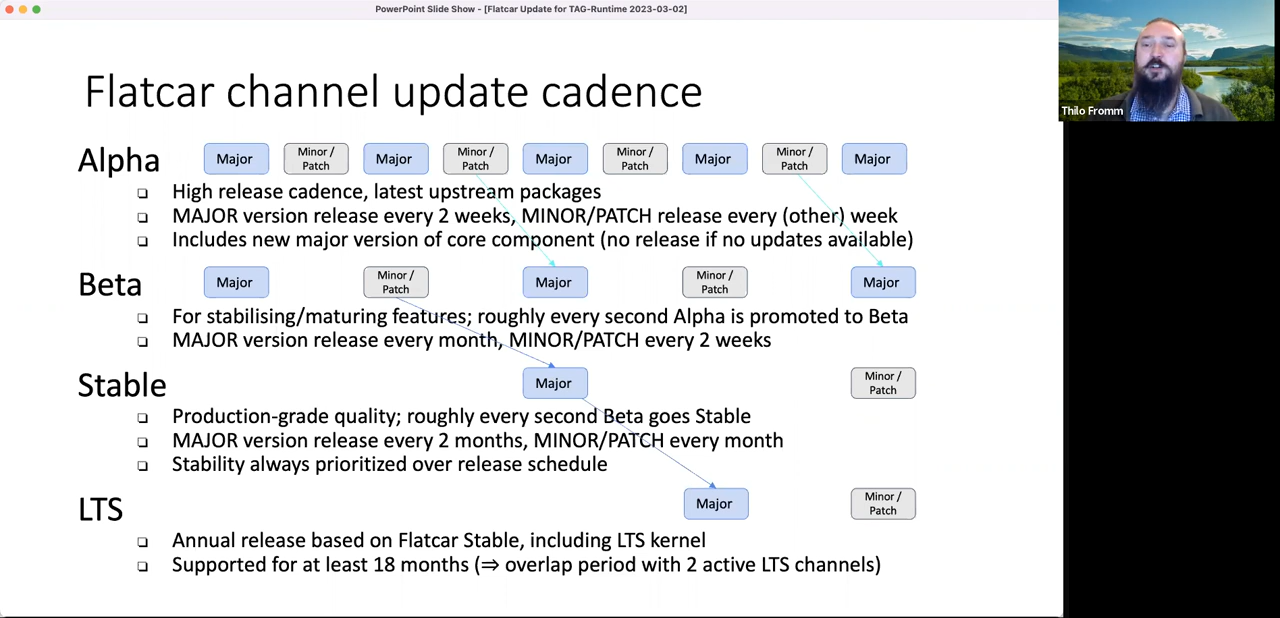 PowerPoint Slide Show - [Flatcar Update for TAG-Runtime 2023-03-02]
Thilo Fromm
Flatcar channel update cadence
Alpha
Major
Minor /
Patch
Major
Minor /
Patch
Major
Minor /
Patch
Major
Minor /
Patch
Major
❑ High release cadence, latest upstream packages
❑ MAJOR version release every 2 weeks, MINOR/PATCH release every (other) week
❑ Includes new major version of core component (no release if no updates available)
Beta
Major
Minor /
Patch
Major
Minor /
Patch
Major
❑ For stabilising/maturing features; roughly every second Alpha is promoted to Beta
❑ MAJOR version release every month, MINOR/PATCH every 2 weeks
Stable
Major
Minor /
Patch
❑ Production-grade quality; roughly every second Beta goes Stable
❑ MAJOR version release every 2 months, MINOR/PATCH every month
❑ Stability always prioritized over release schedule
LTS
Major
Minor /
Patch
❑ Annual release based on Flatcar Stable, including LTS kernel
❑ Supported for at least 18 months (⇒ overlap period with 2 active LTS channels)